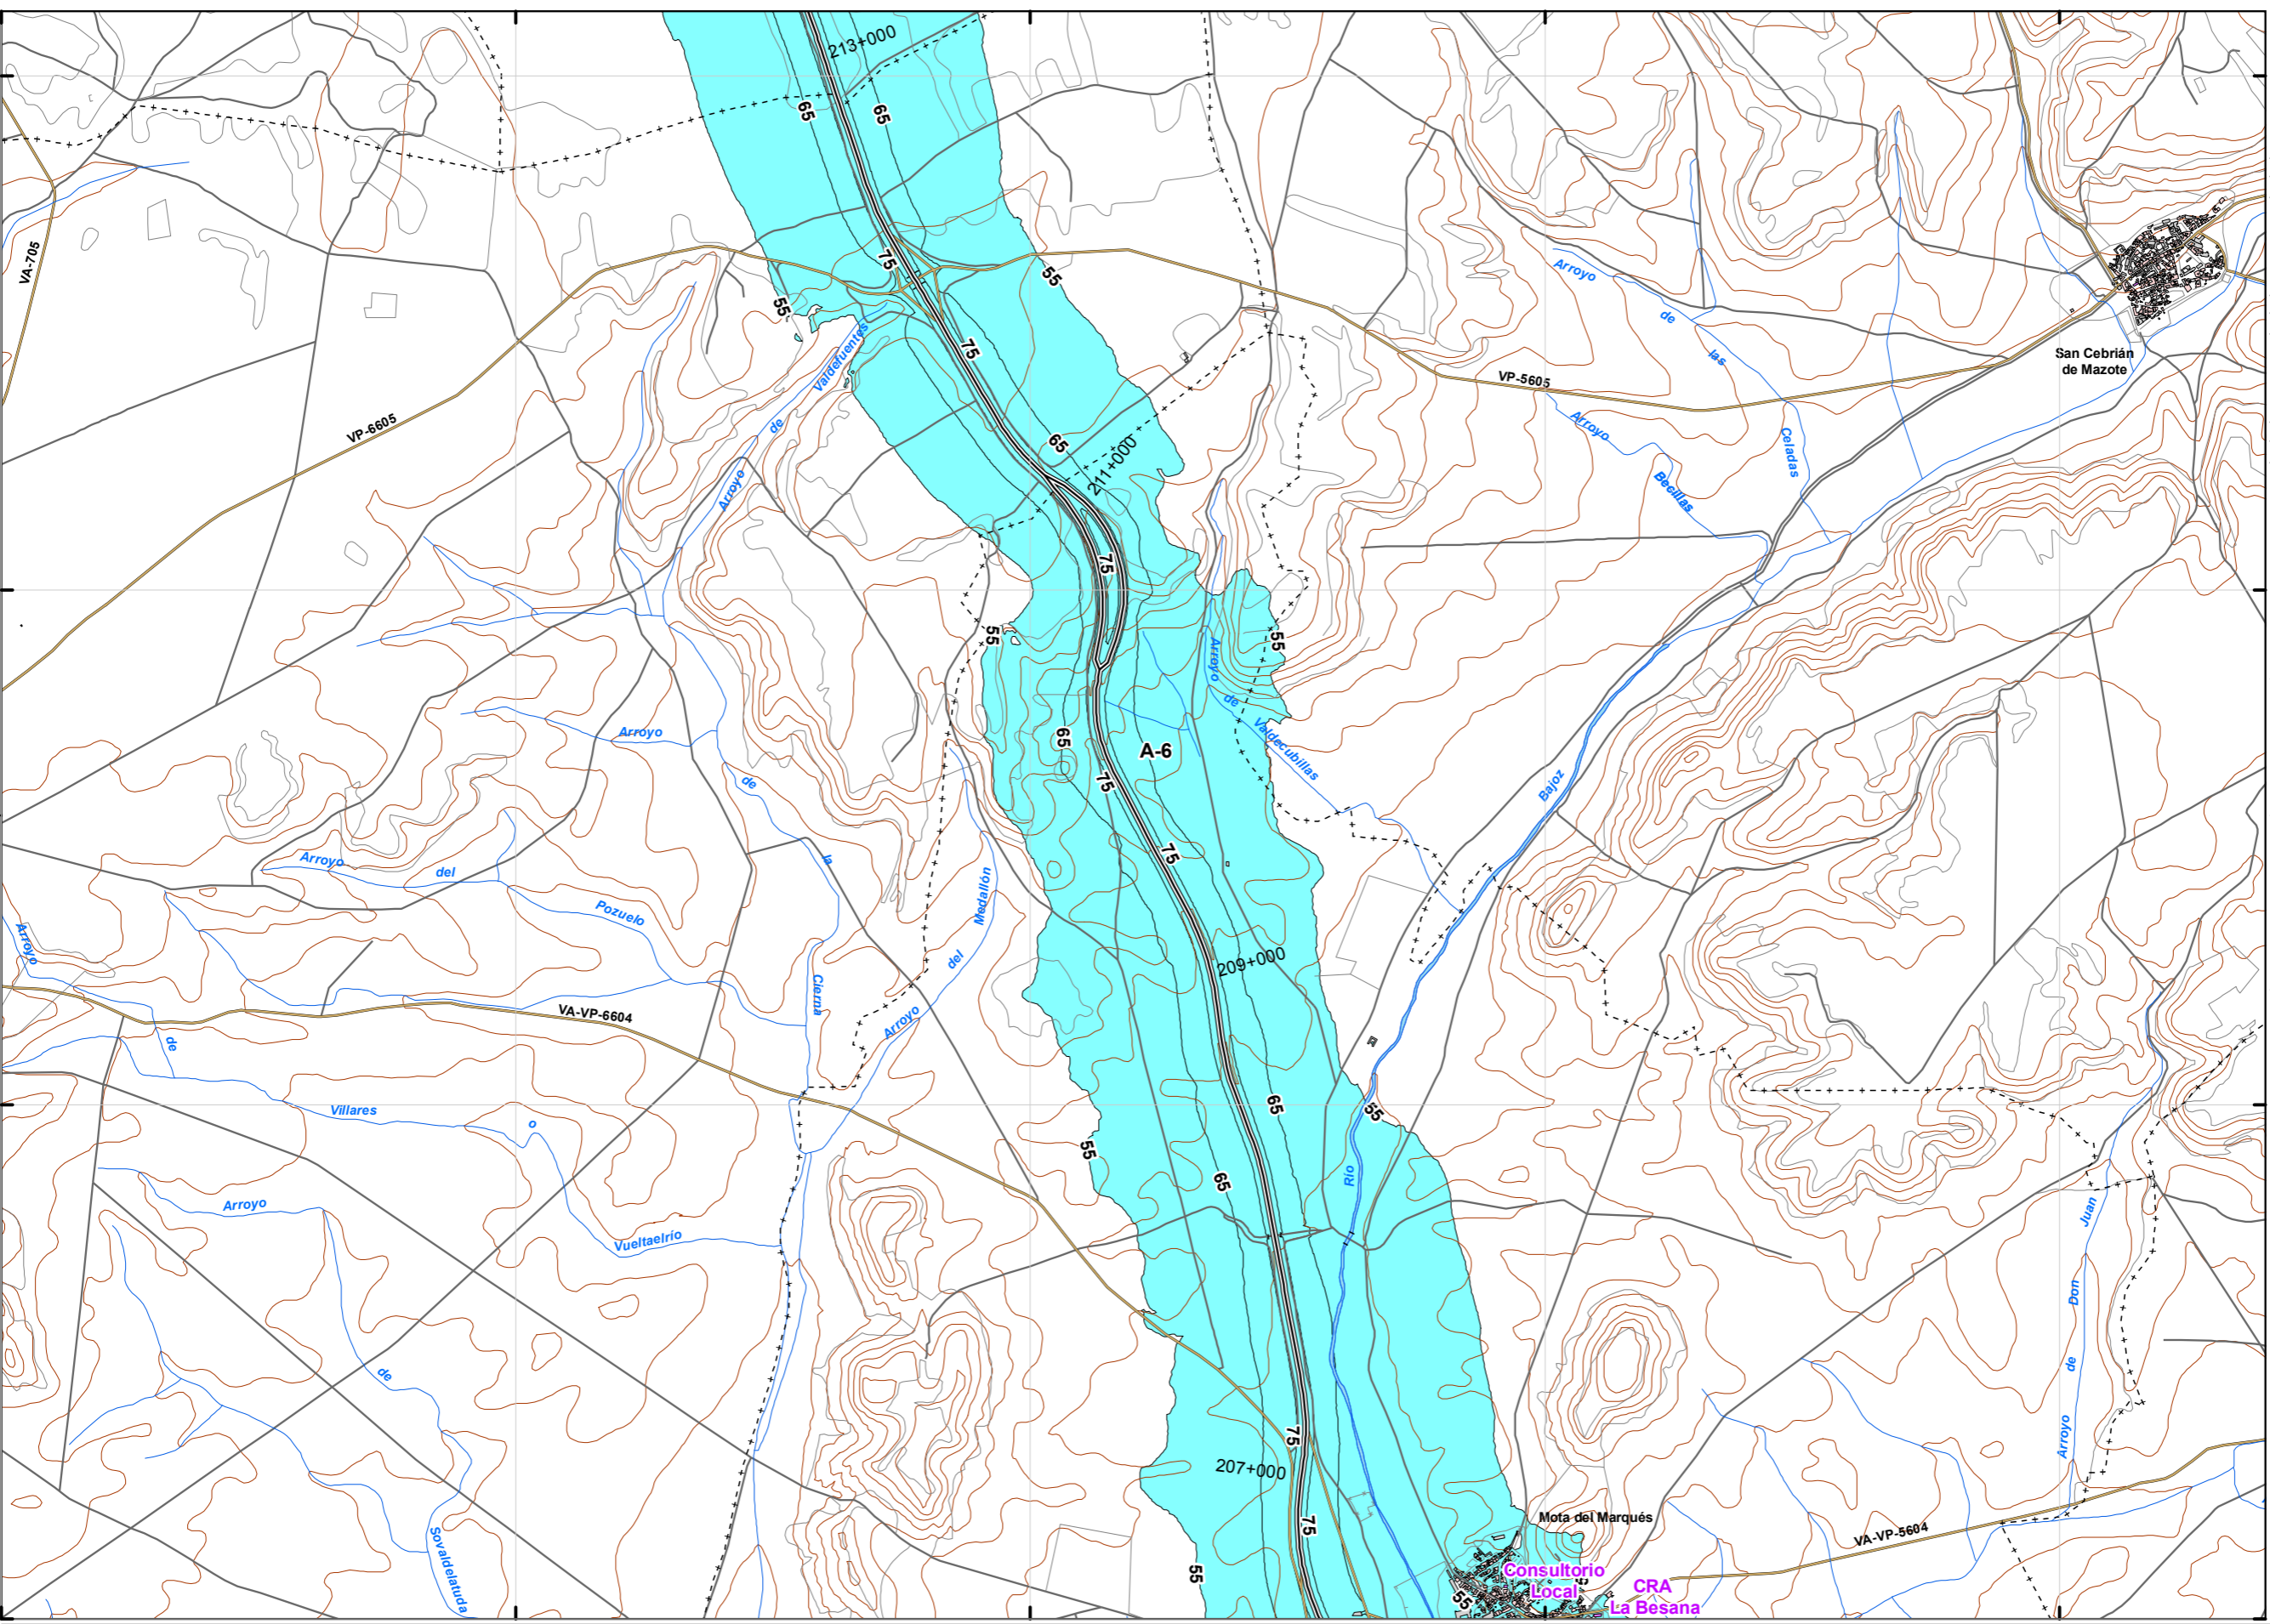 213+000
65
65
VA-705
75
55
55
Arroyo
de
las
Celadas
San Cebrián
de Mazote
75
Arroyo de Valdefuentes
VP-5605
VP-6605
65
211+000
Arroyo
Becillas
75
55
55
Arroyo
de
Valdecubillas
65
A-6
75
Arroyo
de
la
Cierna
Bajoz
75
Arroyo
del
Pozuelo
Arroyo
del
Medallón
209+000
Arroyo
de
Villares
o
Vueltaelrío
VA-VP-6604
65
55
55
Río
65
Arroyo
de
Sovaldelatuda
Arroyo
de
Don
Juan
75
207+000
75
Mota del Marqués
VA-VP-5604
55
Consultorio
Local
CRA
La Besana
55